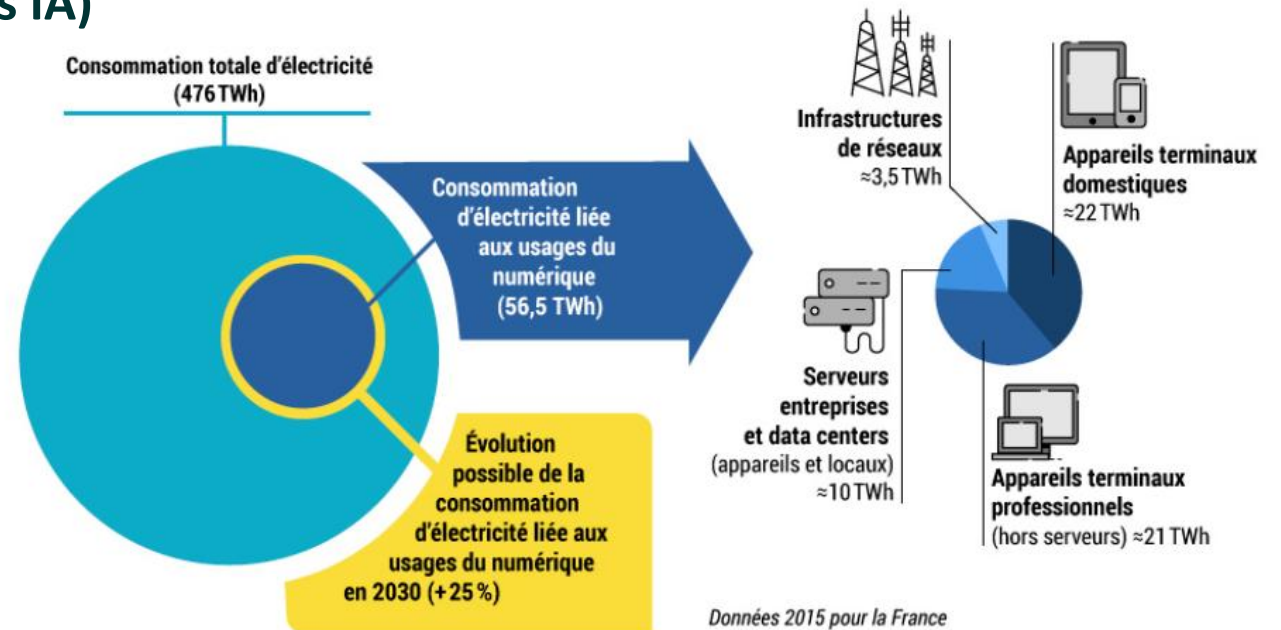 s IA)
Consommation totale d'électricité
(476 TWh)
Consommation
d'électricité liée
aux usages du
numérique
(56,5 TWh)
Évolution
possible de la
consommation
d'électricité liée aux
usages du numérique
en 2030 (+25 %)
Infrastructures
de réseaux
≈3,5 TWh
Appareils terminaux
domestiques
≈22 TWh
Serveurs
entreprises
et data centers
(appareils et locaux)
≈10 TWh
Appareils terminaux
professionnels
(hors serveurs) ≈21 TWh
Données 2015 pour la France